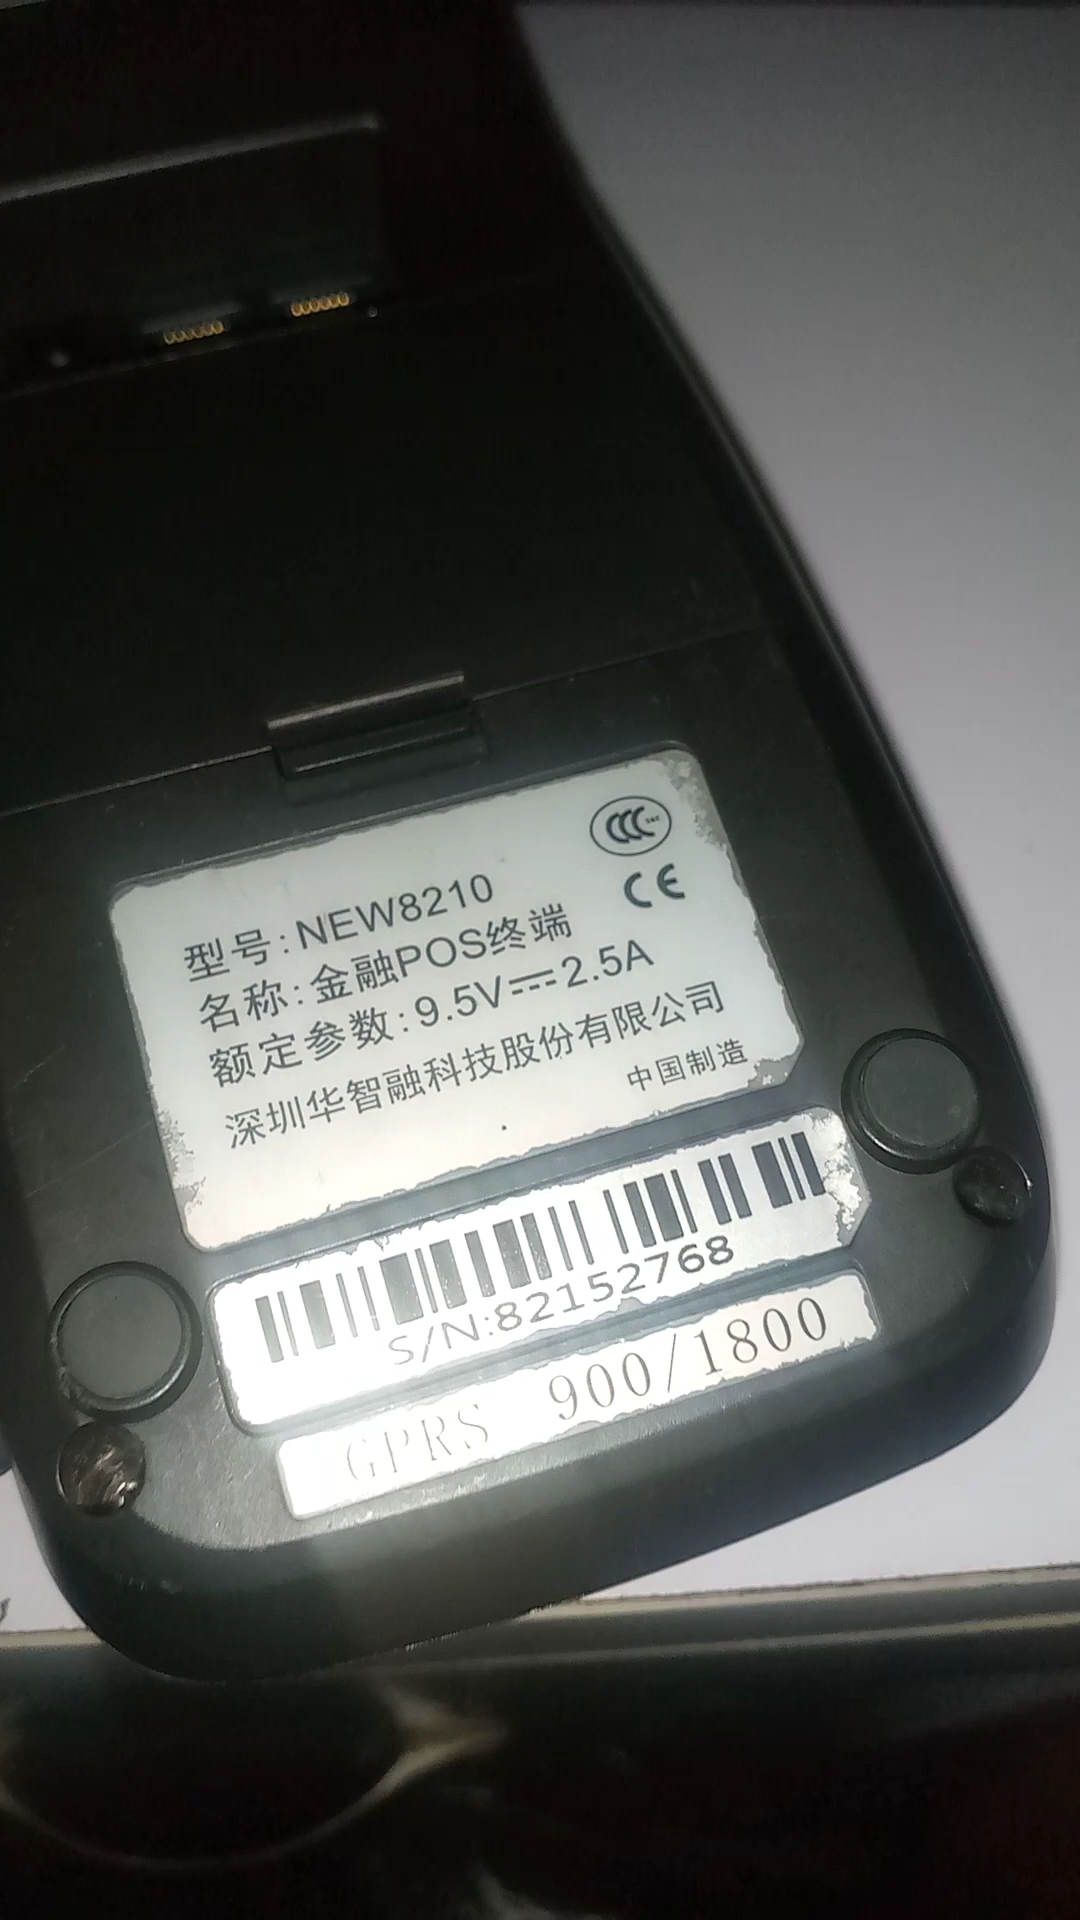 型号:NEW8210
名称:金融POS终端
额定参数:9.5V⎓2.5A
深圳华智融科技股份有限公司
中国制造
CCC
CE
S/N:82152768
GPRS 900/1800